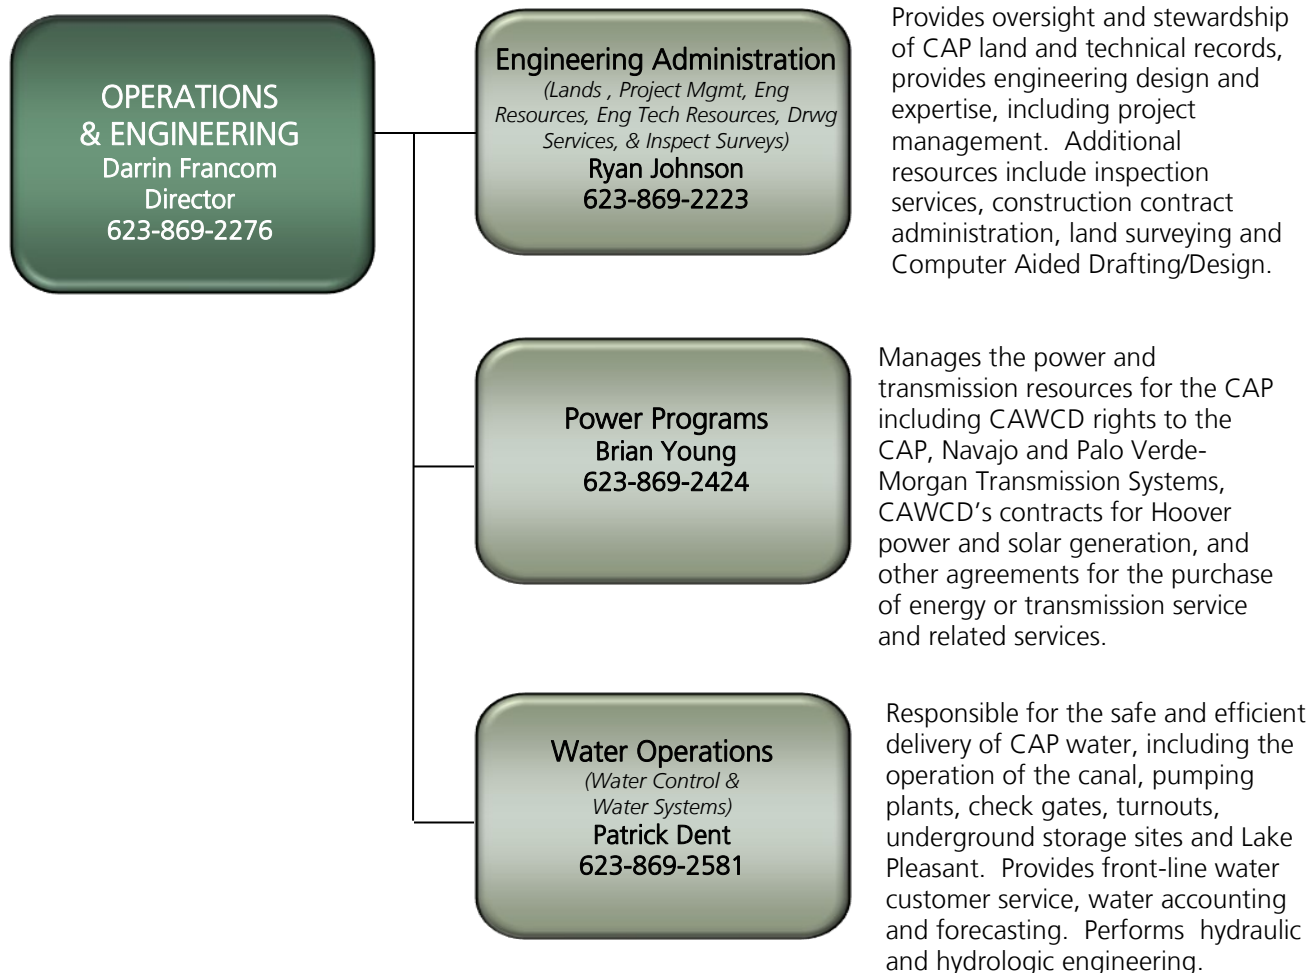 OPERATIONS
& ENGINEERING
Darrin Francom
Director
623-869-2276
Engineering Administration
(Lands , Project Mgmt, Eng
Resources, Eng Tech Resources, Drwg
Services, & Inspect Surveys)
Ryan Johnson
623-869-2223
Provides oversight and stewardship
of CAP land and technical records,
provides engineering design and
expertise, including project
management.  Additional
resources include inspection
services, construction contract
administration, land surveying and
Computer Aided Drafting/Design.
Power Programs
Brian Young
623-869-2424
Manages the power and
transmission resources for the CAP
including CAWCD rights to the
CAP, Navajo and Palo Verde-
Morgan Transmission Systems,
CAWCD's contracts for Hoover
power and solar generation, and
other agreements for the purchase
of energy or transmission service
and related services.
Water Operations
(Water Control &
Water Systems)
Patrick Dent
623-869-2581
Responsible for the safe and efficient
delivery of CAP water, including the
operation of the canal, pumping
plants, check gates, turnouts,
underground storage sites and Lake
Pleasant.  Provides front-line water
customer service, water accounting
and forecasting.  Performs  hydraulic
and hydrologic engineering.